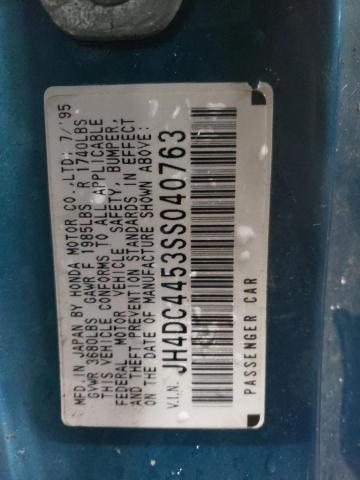 MFD. IN JAPAN BY HONDA MOTOR CO., LTD. 7/'95
GVWR 3680LBS GAWR F 1985LBS R 1740LBS
THIS VEHICLE CONFORMS TO ALL APPLICABLE
FEDERAL MOTOR VEHICLE SAFETY, BUMPER,
AND THEFT PREVENTION STANDARDS IN EFFECT
ON THE DATE OF MANUFACTURE SHOWN ABOVE:
V.I.N. JH4DC4453SS040763
PASSENGER CAR